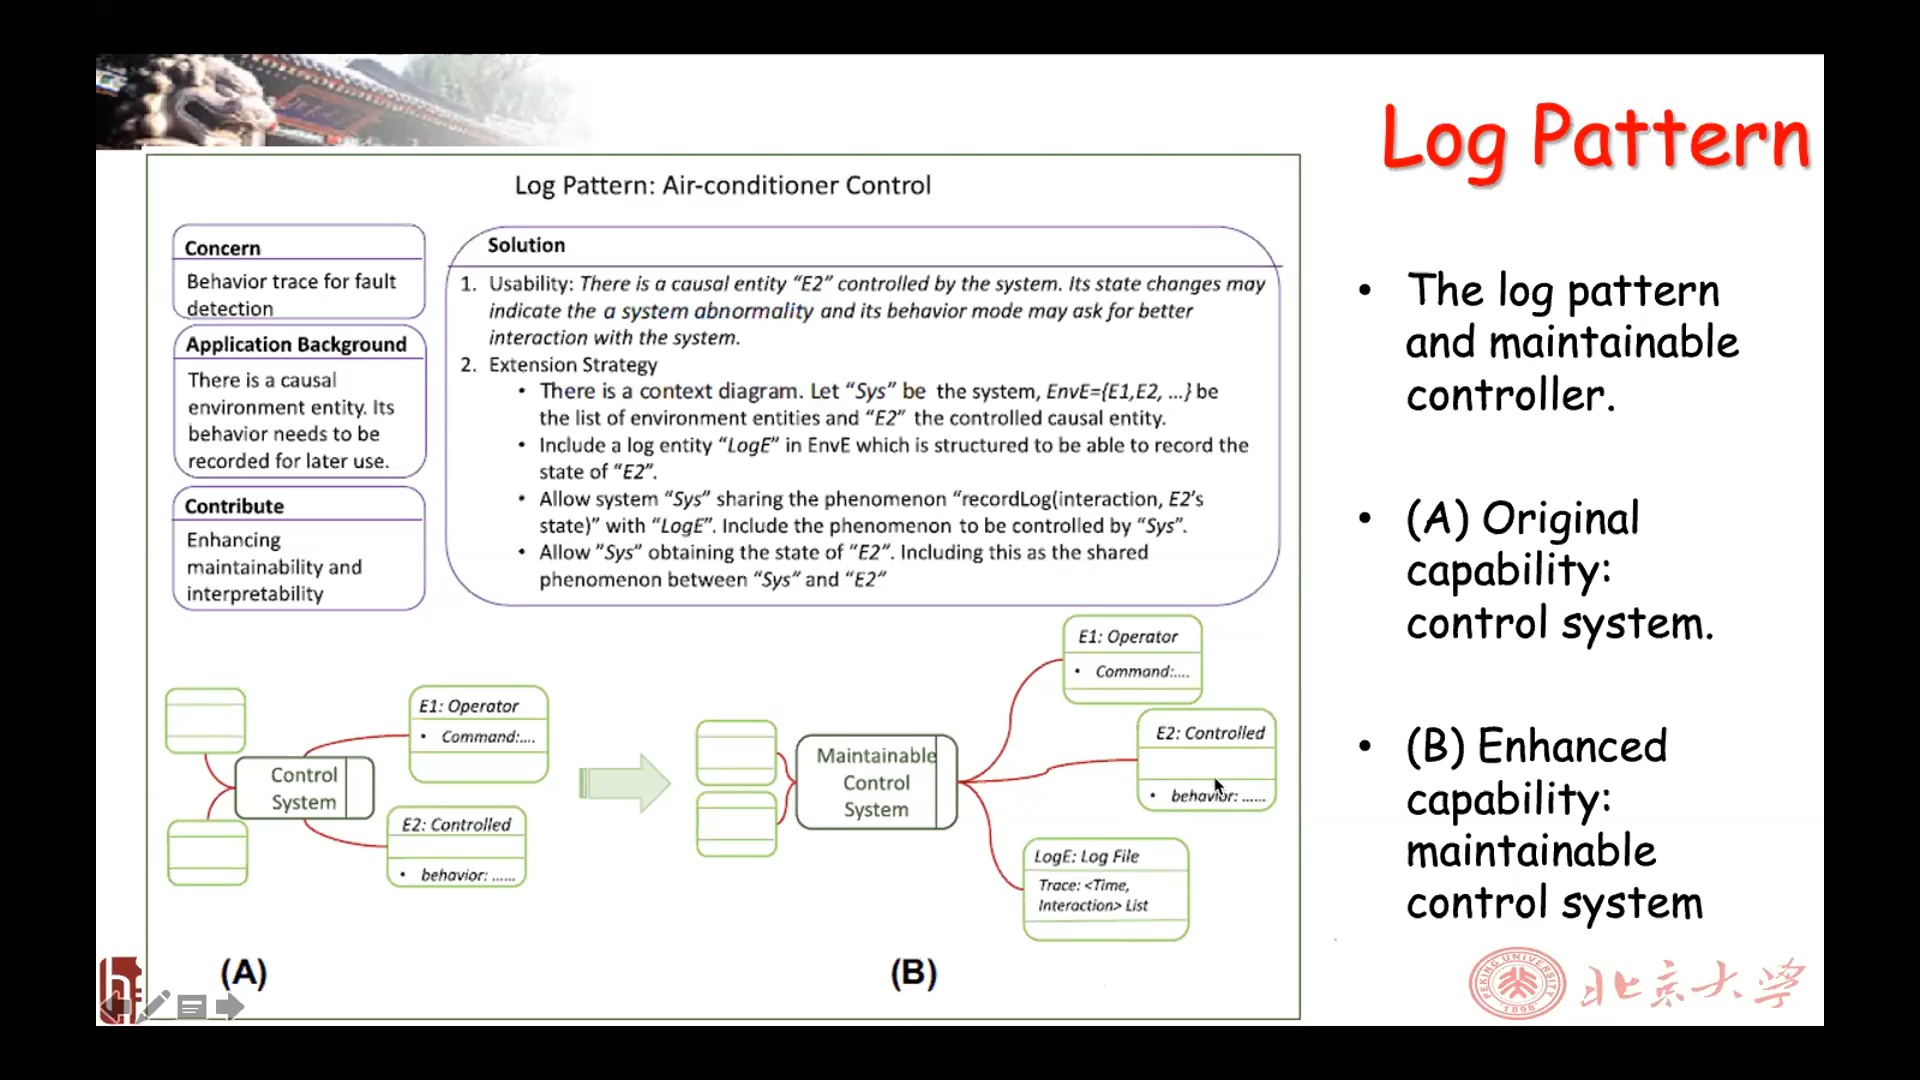 Log Pattern
Log Pattern: Air-conditioner Control
Concern
Behavior trace for fault
detection
Application Background
There is a causal
environment entity. Its
behavior needs to be
recorded for later use.
Contribute
Enhancing
maintainability and
interpretability
Solution
1. Usability: There is a causal entity “E2” controlled by the system. Its state changes may
indicate the a system abnormality and its behavior mode may ask for better
interaction with the system.
2. Extension Strategy
• There is a context diagram. Let “Sys” be the system, EnvE={E1,E2, ...} be
the list of environment entities and “E2” the controlled causal entity.
• Include a log entity “LogE” in EnvE which is structured to be able to record the
state of “E2”.
• Allow system “Sys” sharing the phenomenon “recordLog(interaction, E2's
state)” with “LogE”. Include the phenomenon to be controlled by “Sys”.
• Allow ”Sys” obtaining the state of “E2”. Including this as the shared
phenomenon between “Sys” and “E2”
E1: Operator
• Command:....
Control
System
E2: Controlled
• behavior: ......
(A)
Maintainable
Control
System
E1: Operator
• Command:....
E2: Controlled
• behavior: ......
LogE: Log File
Trace: <Time,
Interaction> List
(B)
• The log pattern
and maintainable
controller.
• (A) Original
capability:
control system.
• (B) Enhanced
capability:
maintainable
control system
PEKING UNIVERSITY
1898
北京大学